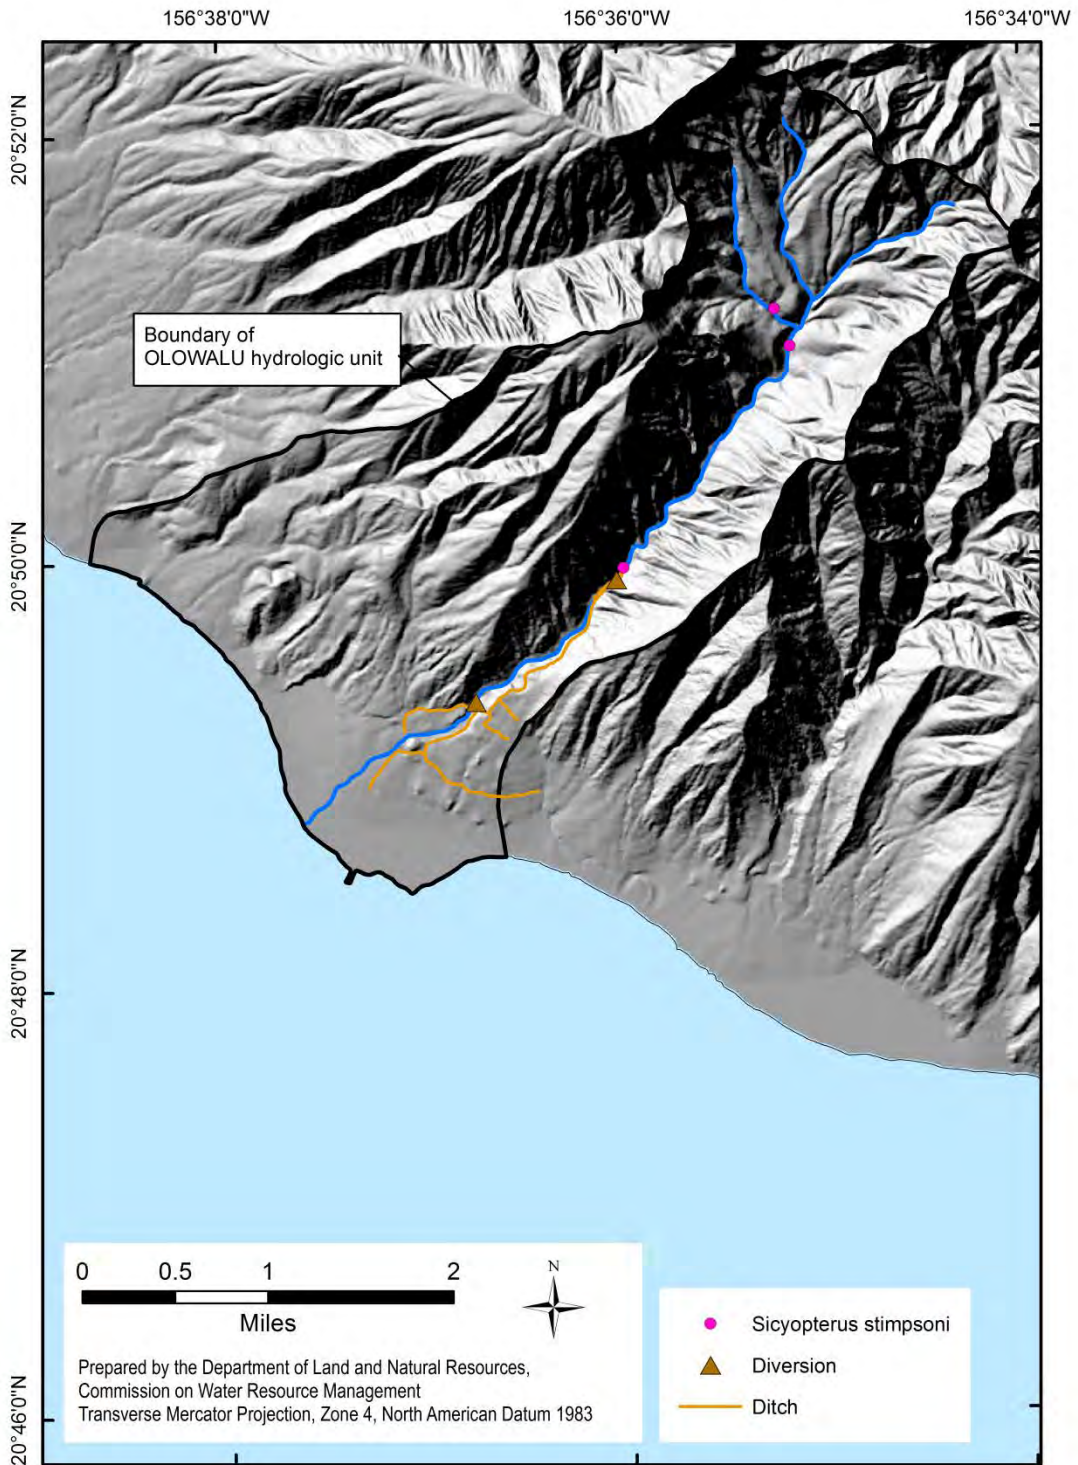 156°38'0"W 156°36'0"W 156°34'0"W
20°52'0"N
Boundary of
OLOWALU hydrologic unit
20°50'0"N
20°48'0"N
20°46'0"N
0 0.5 1 2
Miles
N
Prepared by the Department of Land and Natural Resources,
Commission on Water Resource Management
Transverse Mercator Projection, Zone 4, North American Datum 1983
Sicyopterus stimpsoni
Diversion
Ditch